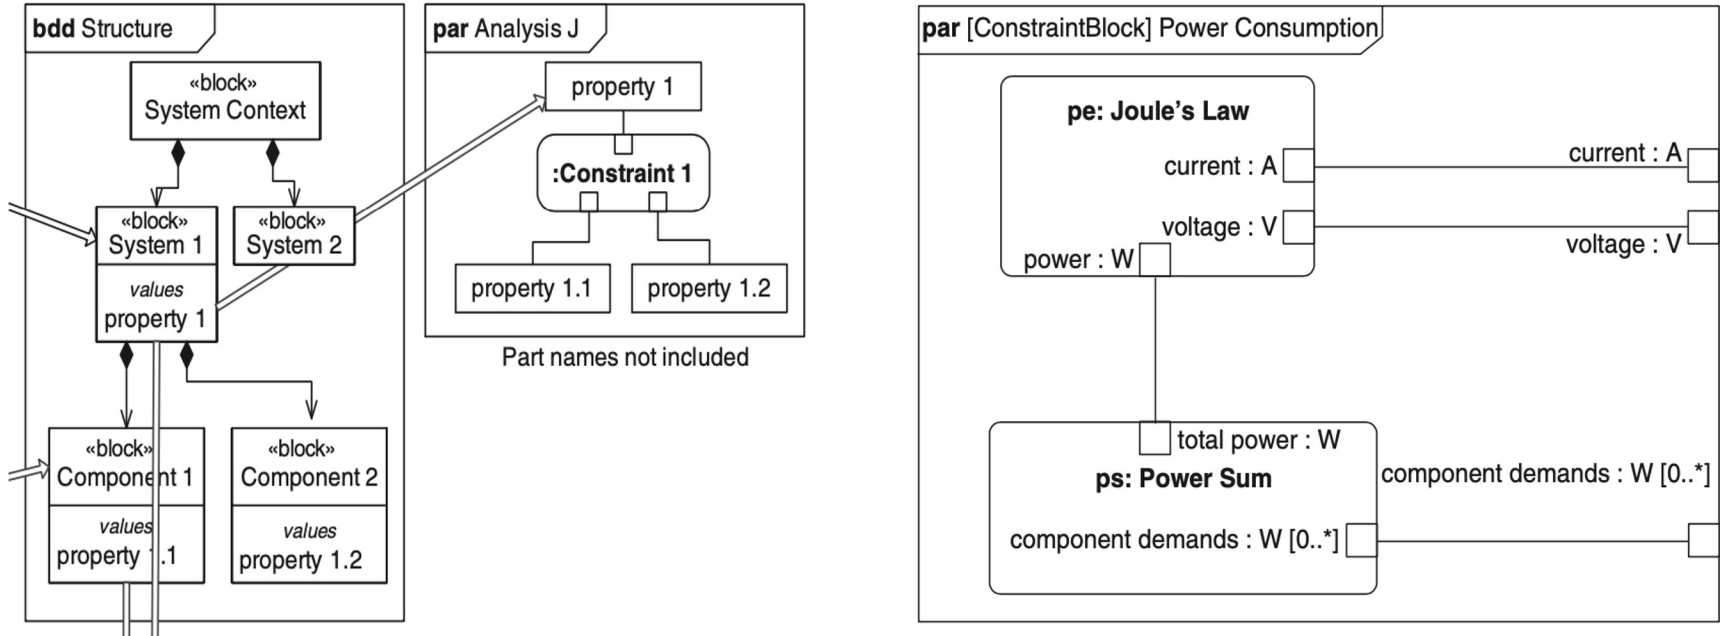 bdd Structure
«block»
System Context
«block»
System 1
values
property 1
«block»
System 2
«block»
Component 1
values
property 1.1
«block»
Component 2
values
property 1.2
par Analysis J
property 1
:Constraint 1
property 1.1
property 1.2
Part names not included
par [ConstraintBlock] Power Consumption
pe: Joule's Law
current : A
current : A
voltage : V
voltage : V
power : W
total power : W
ps: Power Sum
component demands : W [0..*]
component demands : W [0..*]